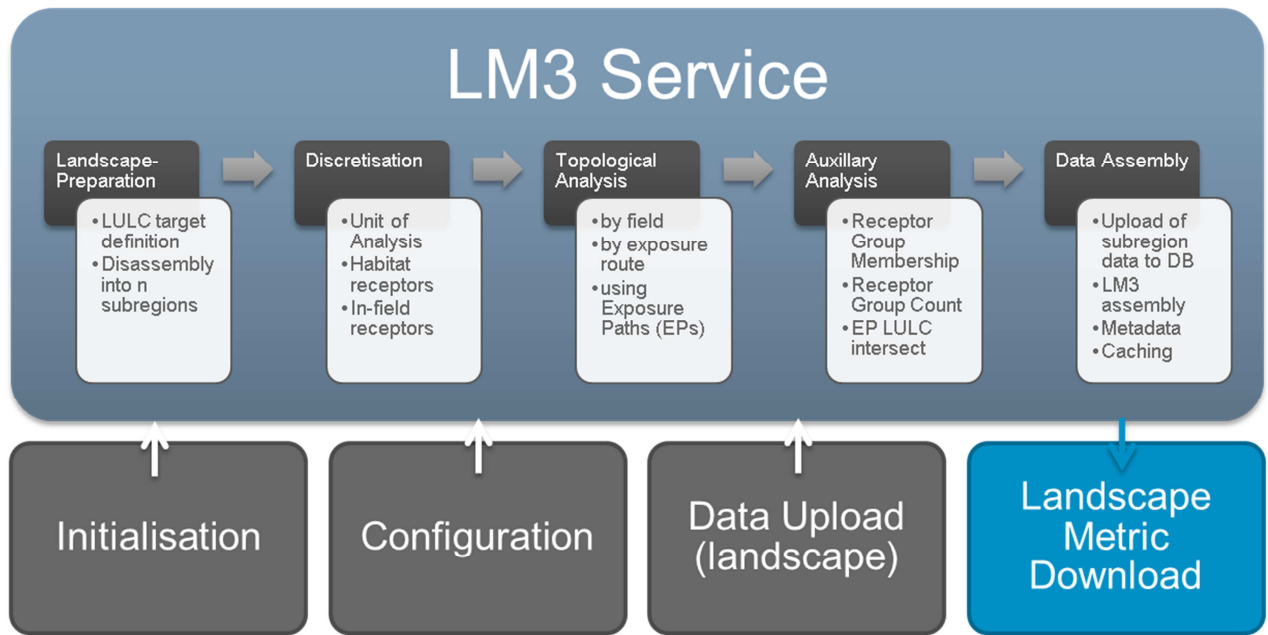 LM3 Service
Landscape-
Preparation
•LULC target
definition
•Disassembly
into n
subregions
Discretisation
•Unit of
Analysis
•Habitat
receptors
•In-field
receptors
Topological
Analysis
•by field
•by exposure
route
•using
Exposure
Paths (EPs)
Auxillary
Analysis
•Receptor
Group
Membership
•Receptor
Group Count
•EP LULC
intersect
Data Assembly
•Upload of
subregion
data to DB
•LM3
assembly
•Metadata
•Caching
Initialisation
Configuration
Data Upload
(landscape)
Landscape
Metric
Download